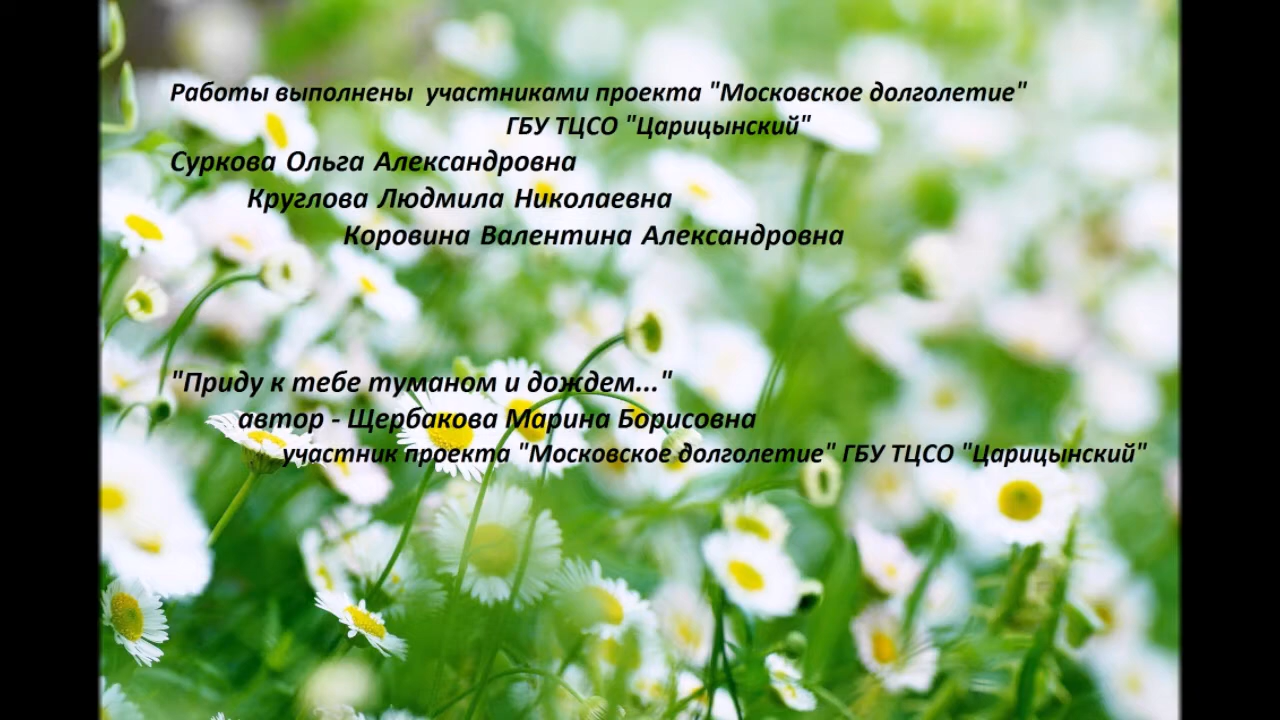 Работы выполнены участниками проекта "Московское долголетие"
ГБУ ТЦСО "Царицынский"
Суркова Ольга Александровна
Круглова Людмила Николаевна
Коровина Валентина Александровна
"Приду к тебе туманом и дождем..."
автор - Щербакова Марина Борисовна
участник проекта "Московское долголетие" ГБУ ТЦСО "Царицынский"